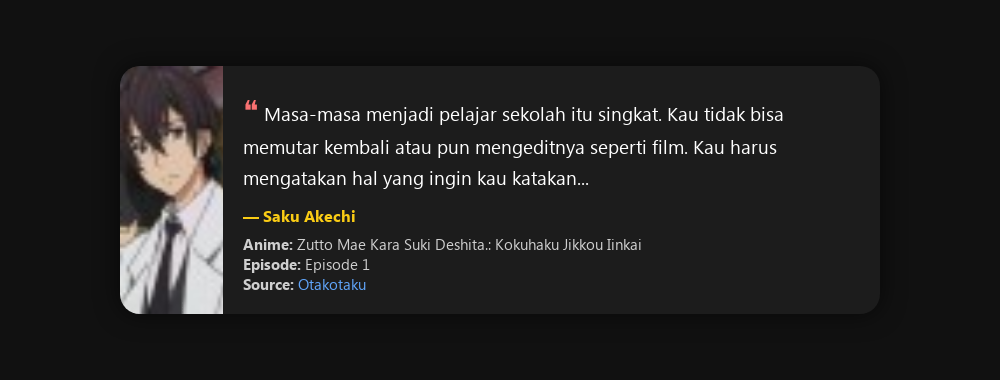 ❝ Masa-masa menjadi pelajar sekolah itu singkat. Kau tidak bisa
memutar kembali atau pun mengeditnya seperti film. Kau harus
mengatakan hal yang ingin kau katakan...
— Saku Akechi
Anime: Zutto Mae Kara Suki Deshita.: Kokuhaku Jikkou Iinkai
Episode: Episode 1
Source: Otakotaku